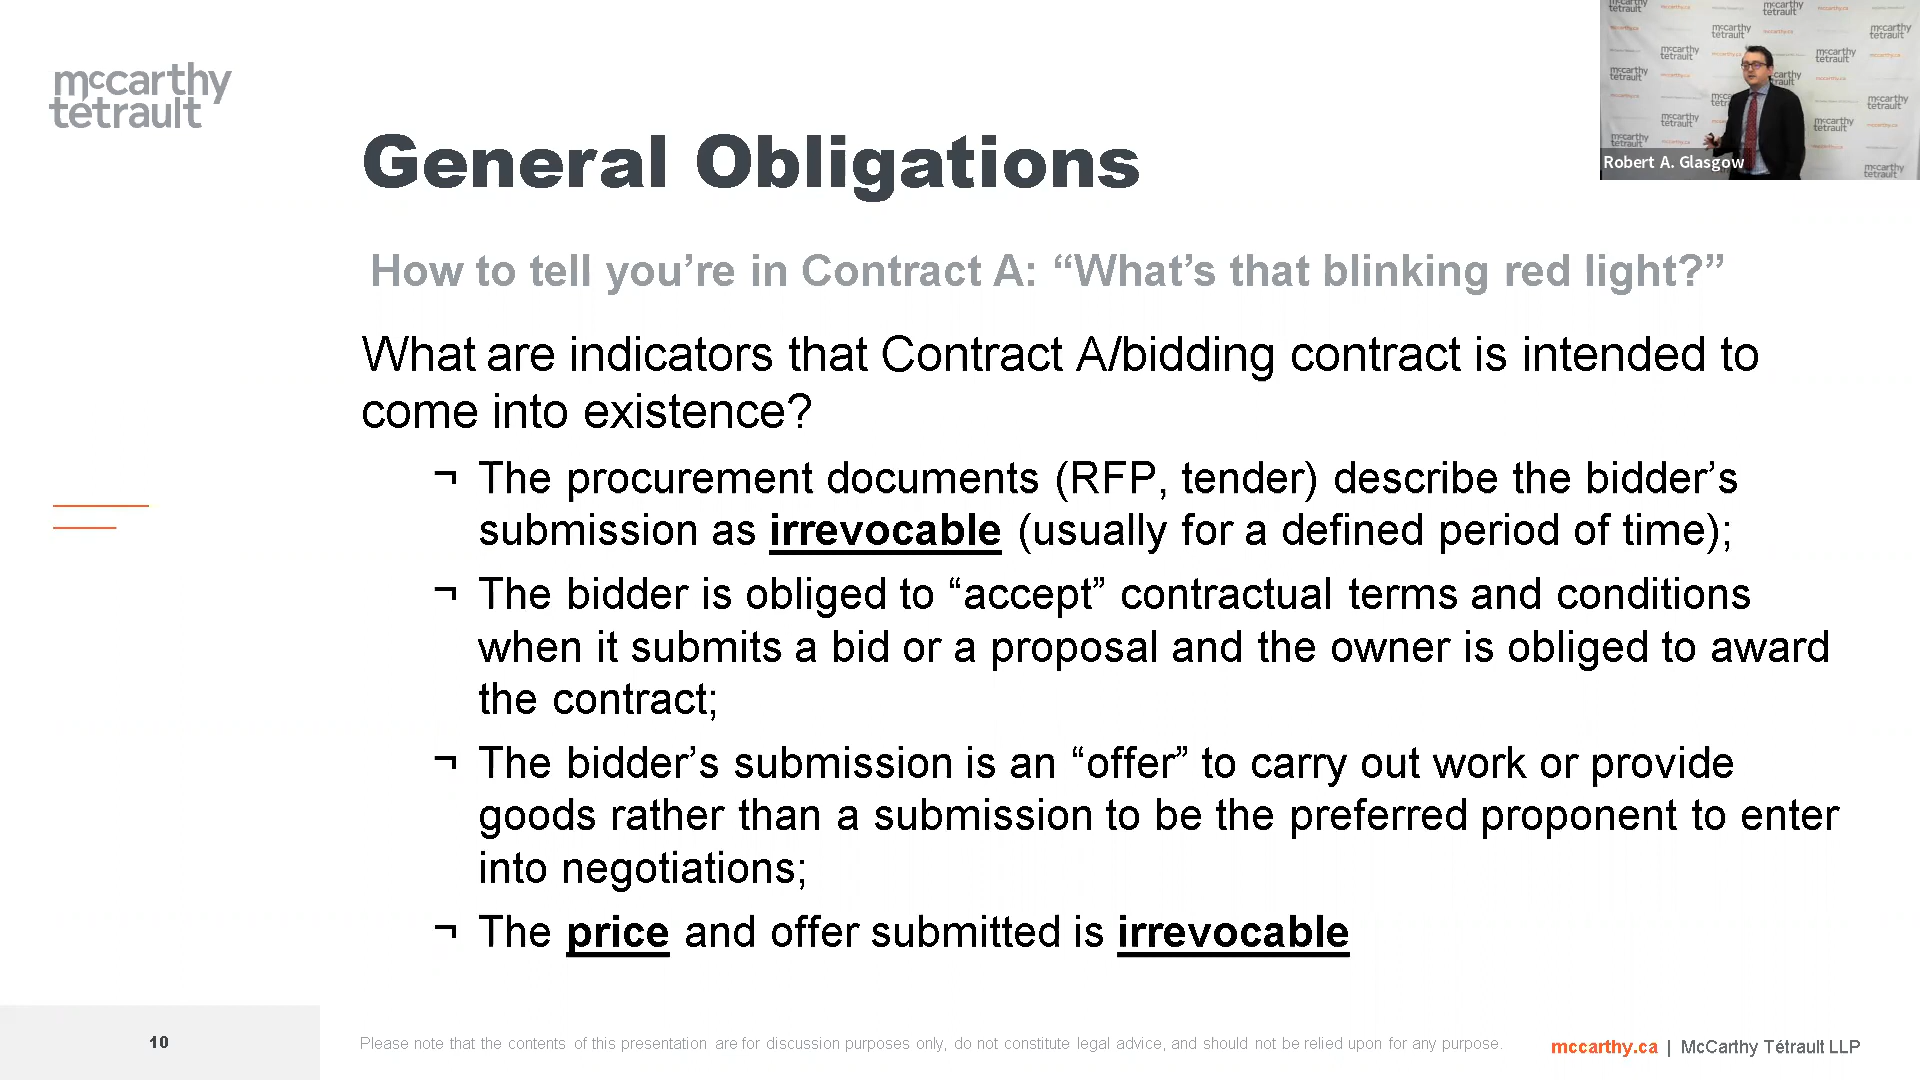 mccarthy
tetrault
General Obligations
Robert A. Glasgow
How to tell you’re in Contract A: “What’s that blinking red light?”
What are indicators that Contract A/bidding contract is intended to
come into existence?
¬ The procurement documents (RFP, tender) describe the bidder’s
submission as irrevocable (usually for a defined period of time);
¬ The bidder is obliged to “accept” contractual terms and conditions
when it submits a bid or a proposal and the owner is obliged to award
the contract;
¬ The bidder’s submission is an “offer” to carry out work or provide
goods rather than a submission to be the preferred proponent to enter
into negotiations;
¬ The price and offer submitted is irrevocable
10
Please note that the contents of this presentation are for discussion purposes only, do not constitute legal advice, and should not be relied upon for any purpose.
mccarthy.ca | McCarthy Tétrault LLP